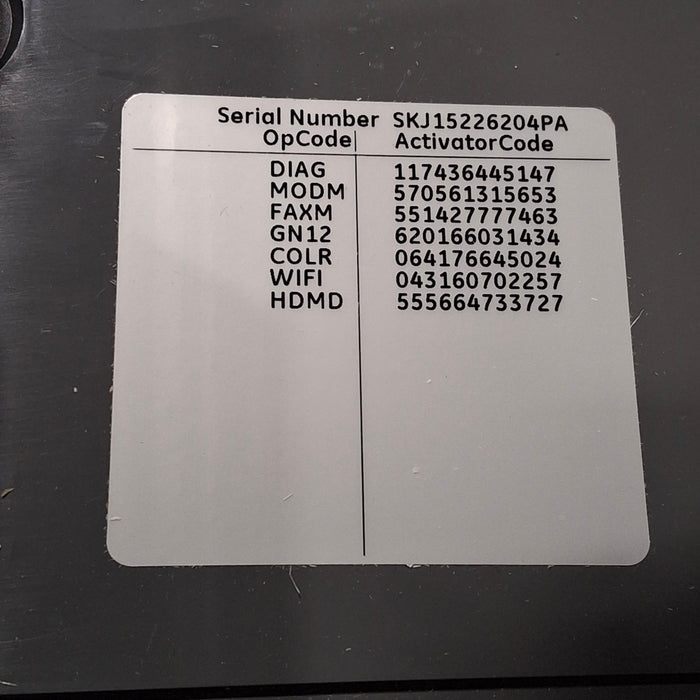 Serial Number SKJ15226204PA
OpCode ActivatorCode
DIAG 117436445147
MODM 570561315653
FAXM 551427777463
GN12 620166031434
COLR 064176645024
WIFI 043160702257
HDMD 555664733727